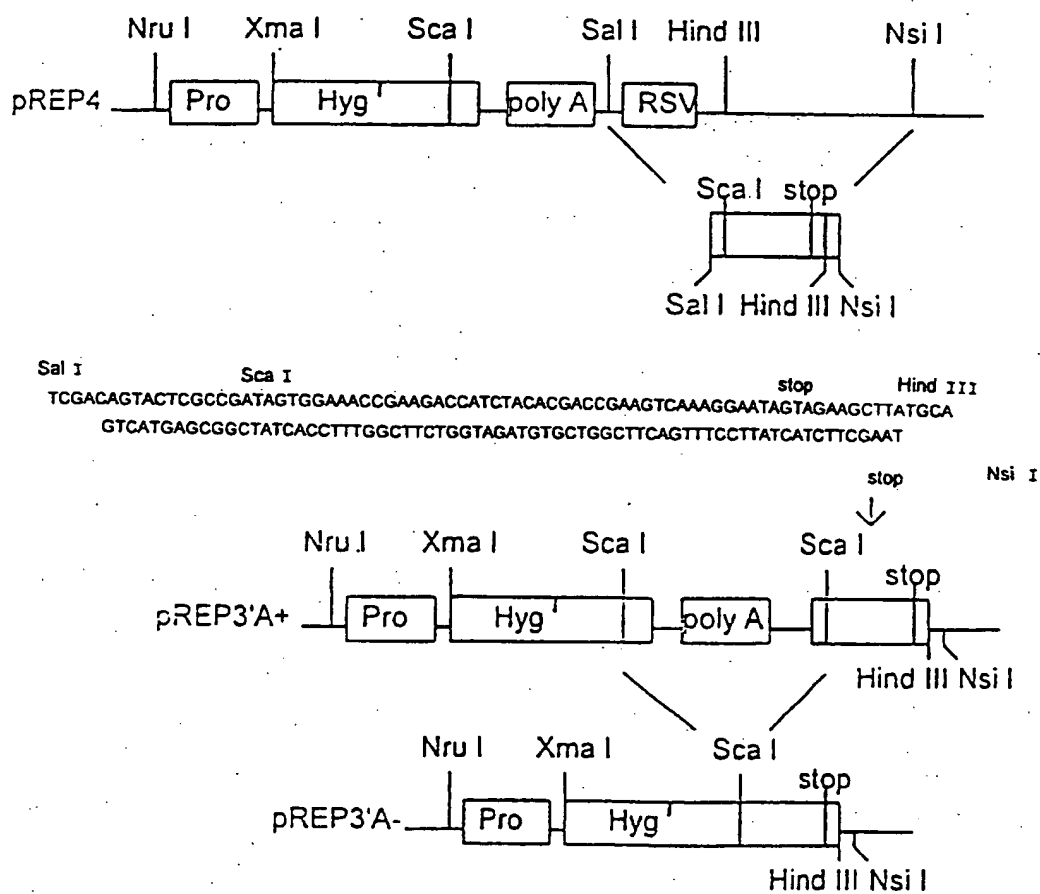 Nru I Xma I Sca I Sal I Hind III Nsi I
pREP4 Pro Hyg' poly A RSV
Sca I stop
Sal I Hind III Nsi I
Sal I Sca I stop Hind III
TCGACAGTACTCGCCGATAGTGGAAACCGAAGACCATCTACACGACCGAAGTCAAAGGAATAGTAGAAGCTTATGCA
GTCATGAGCGGCTATCACCTTTGGCTTCTGGTAGATGTGCTGGCTTCAGTTTCCTTATCATCTTCGAAT
stop Nsi I
Nru I Xma I Sca I Sca I
stop
pREP3'A+ Pro Hyg' poly A
Hind III Nsi I
Nru I Xma I Sca I
stop
pREP3'A- Pro Hyg'
Hind III Nsi I